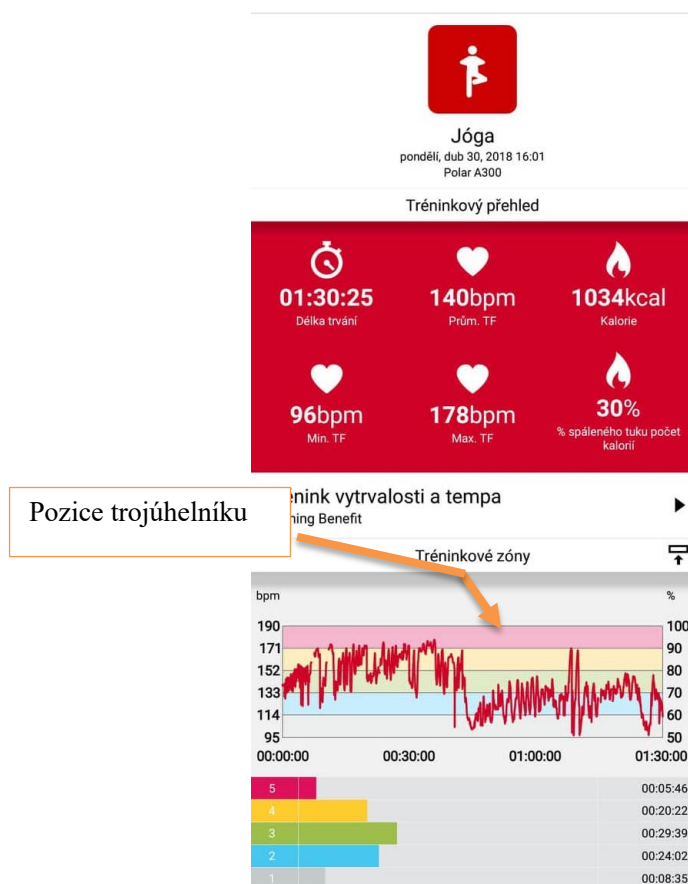 Jóga
pondělí, dub 30, 2018 16:01
Polar A300
Tréninkový přehled
01:30:25
Délka trvání
140bpm
Prům. TF
1034kcal
Kalorie
96bpm
Min. TF
178bpm
Max. TF
30%
% spáleného tuku počet
kalorií
Pozice trojúhelníku
nink vytrvalosti a tempa
ning Benefit
Tréninkové zóny
bpm %
190 100
171 90
152 80
133 70
114 60
95 50
00:00:00 00:30:00 01:00:00 01:30:00
5 00:05:46
4 00:20:22
3 00:29:39
2 00:24:02
1 00:08:35